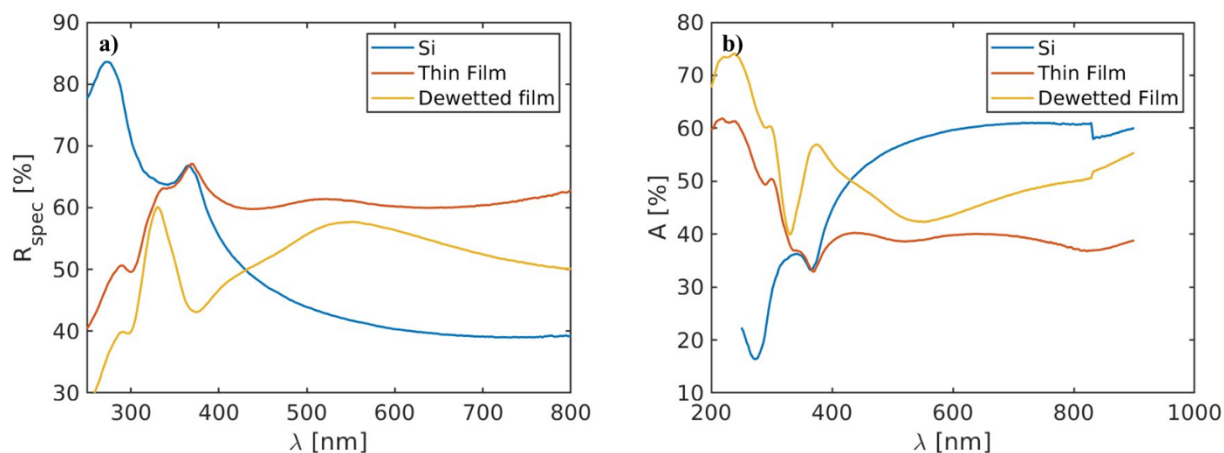 a)
R_spec [%]
90
80
70
60
50
40
30
300
400
500
600
700
800
λ [nm]
Si
Thin Film
Dewetted film
b)
A [%]
80
70
60
50
40
30
20
10
200
400
600
800
1000
λ [nm]
Si
Thin Film
Dewetted Film